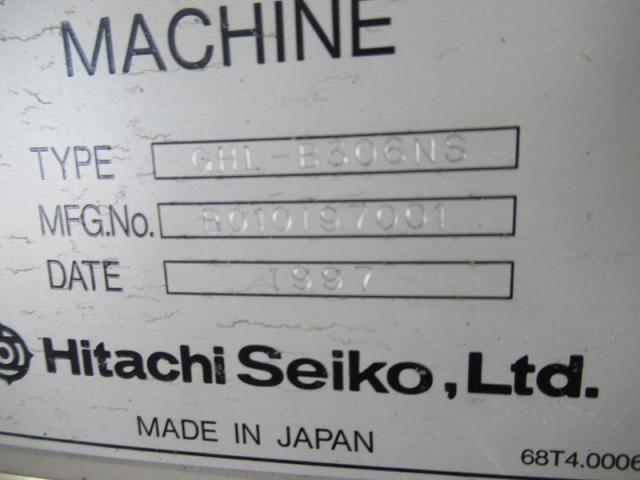 MACHINE
TYPE GHL-B306NS
MFG.No. B010197001
DATE 1997
Hitachi Seiko, Ltd.
MADE IN JAPAN
68T4.0006